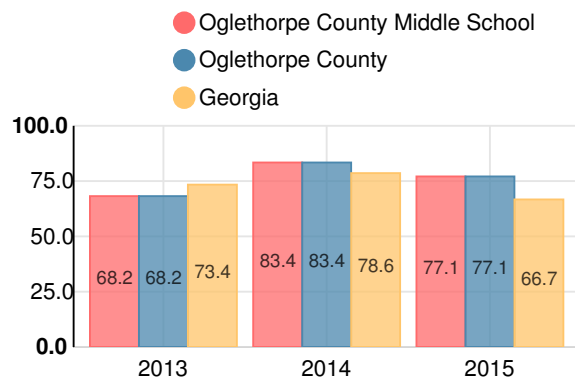 Oglethorpe County Middle School
Oglethorpe County
Georgia
100.0
75.0
50.0
25.0
0.0
68.2 68.2 73.4 83.4 83.4 78.6 77.1 77.1 66.7
2013 2014 2015